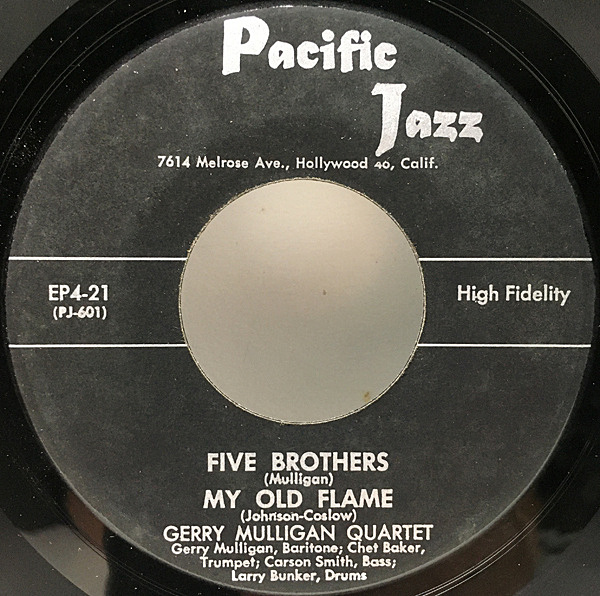 Pacific
Jazz
7614 Melrose Ave., Hollywood 46, Calif.
EP4-21
(PJ-601)
High Fidelity
FIVE BROTHERS
(Mulligan)
MY OLD FLAME
(Johnson-Coslow)
GERRY MULLIGAN QUARTET
Gerry Mulligan, Baritone; Chet Baker,
Trumpet; Carson Smith, Bass;
Larry Bunker, Drums